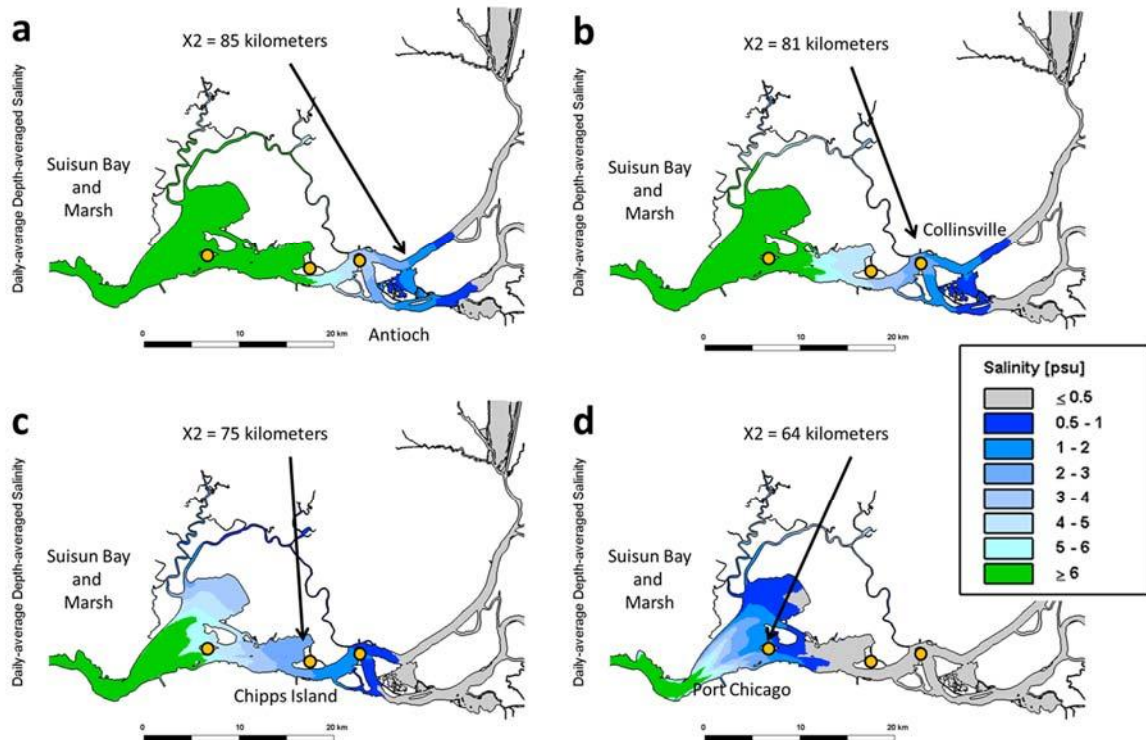 a
X2 = 85 kilometers
Daily-average Depth-averaged Salinity
Suisun Bay
and
Marsh
Antioch
0
10
20 km
b
X2 = 81 kilometers
Daily-average Depth-averaged Salinity
Suisun Bay
and
Marsh
Collinsville
0
10
20 km
c
X2 = 75 kilometers
Daily-average Depth-averaged Salinity
Suisun Bay
and
Marsh
Chipps Island
0
10
20 km
d
X2 = 64 kilometers
Daily-average Depth-averaged Salinity
Suisun Bay
and
Marsh
Port Chicago
0
10
20 km
Salinity [psu]
≤ 0.5
0.5 - 1
1 - 2
2 - 3
3 - 4
4 - 5
5 - 6
≥ 6